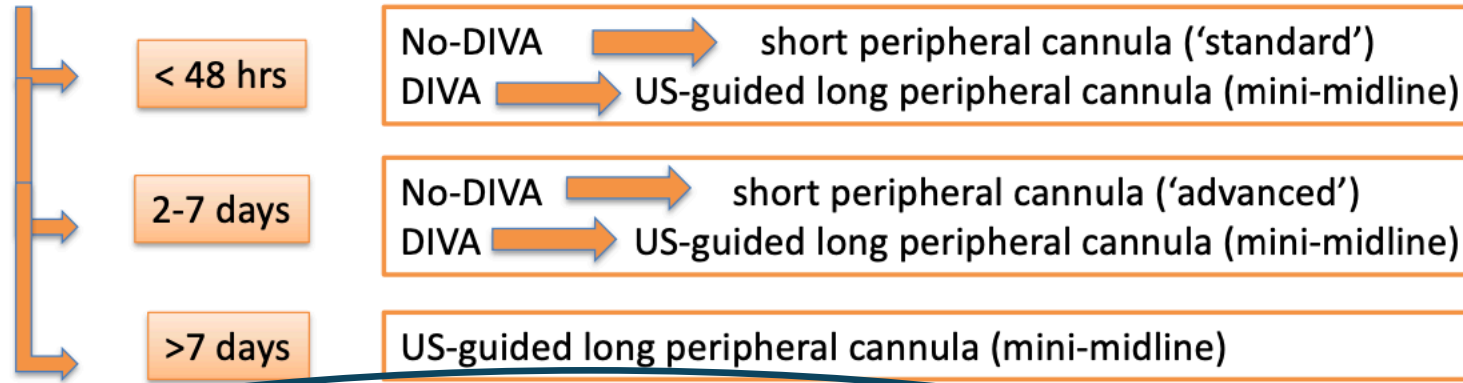 < 48 hrs
No-DIVA short peripheral cannula (‘standard’)
DIVA US-guided long peripheral cannula (mini-midline)
2-7 days
No-DIVA short peripheral cannula (‘advanced’)
DIVA US-guided long peripheral cannula (mini-midline)
>7 days
US-guided long peripheral cannula (mini-midline)